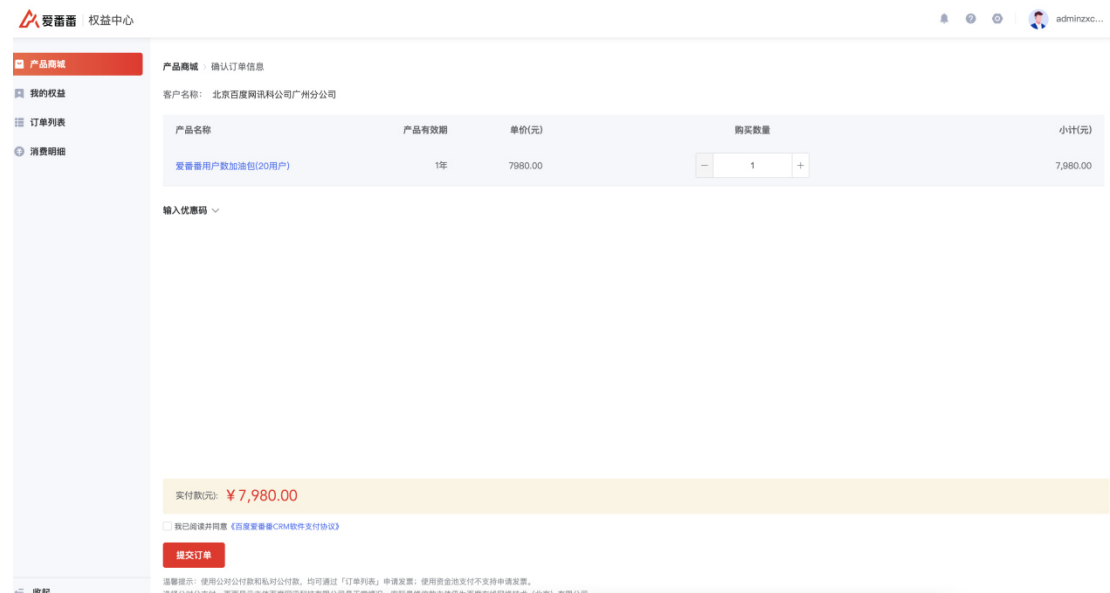 爱番番 权益中心
adminzxc...
产品商城
我的权益
订单列表
消费明细
产品商城 > 确认订单信息
客户名称: 北京百度网讯科公司广州分公司
产品名称 产品有效期 单价(元) 购买数量 小计(元)
爱番番用户数加油包(20用户) 1年 7980.00 − 1 + 7,980.00
输入优惠码
实付款(元): ¥7,980.00
我已阅读并同意《百度爱番番CRM软件支付协议》
提交订单
温馨提示: 使用公对公付款和私对公付款, 均可通过「订单列表」申请发票; 使用资金池支付不支持申请发票。
收起